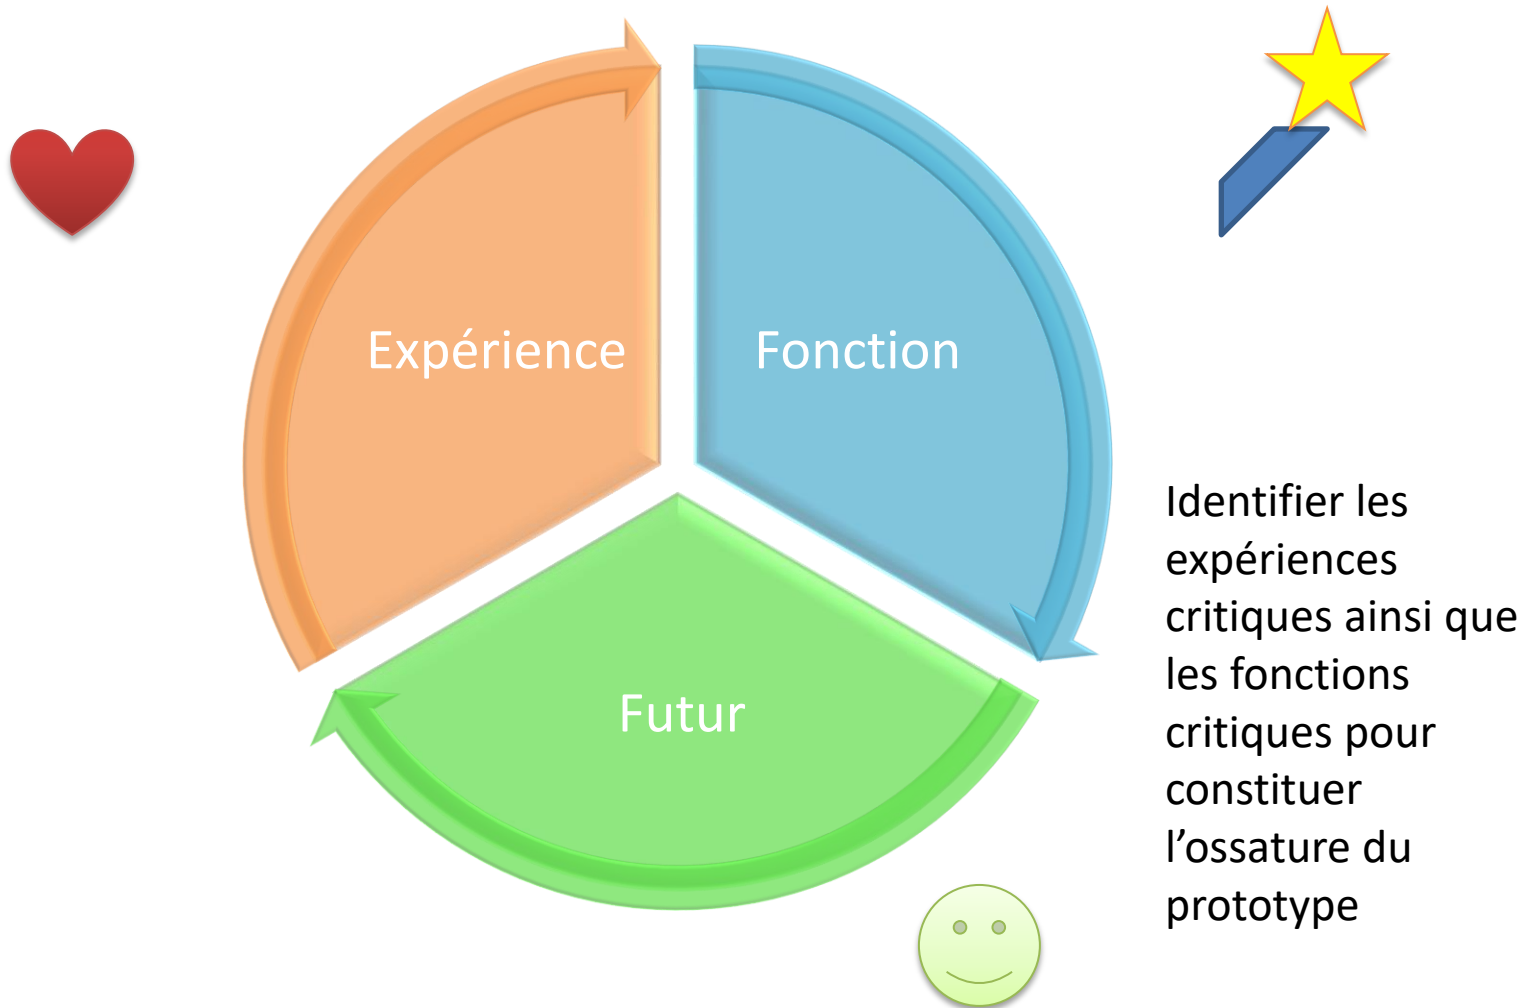 Expérience
Fonction
Futur
Identifier les
expériences
critiques ainsi que
les fonctions
critiques pour
constituer
l’ossature du
prototype